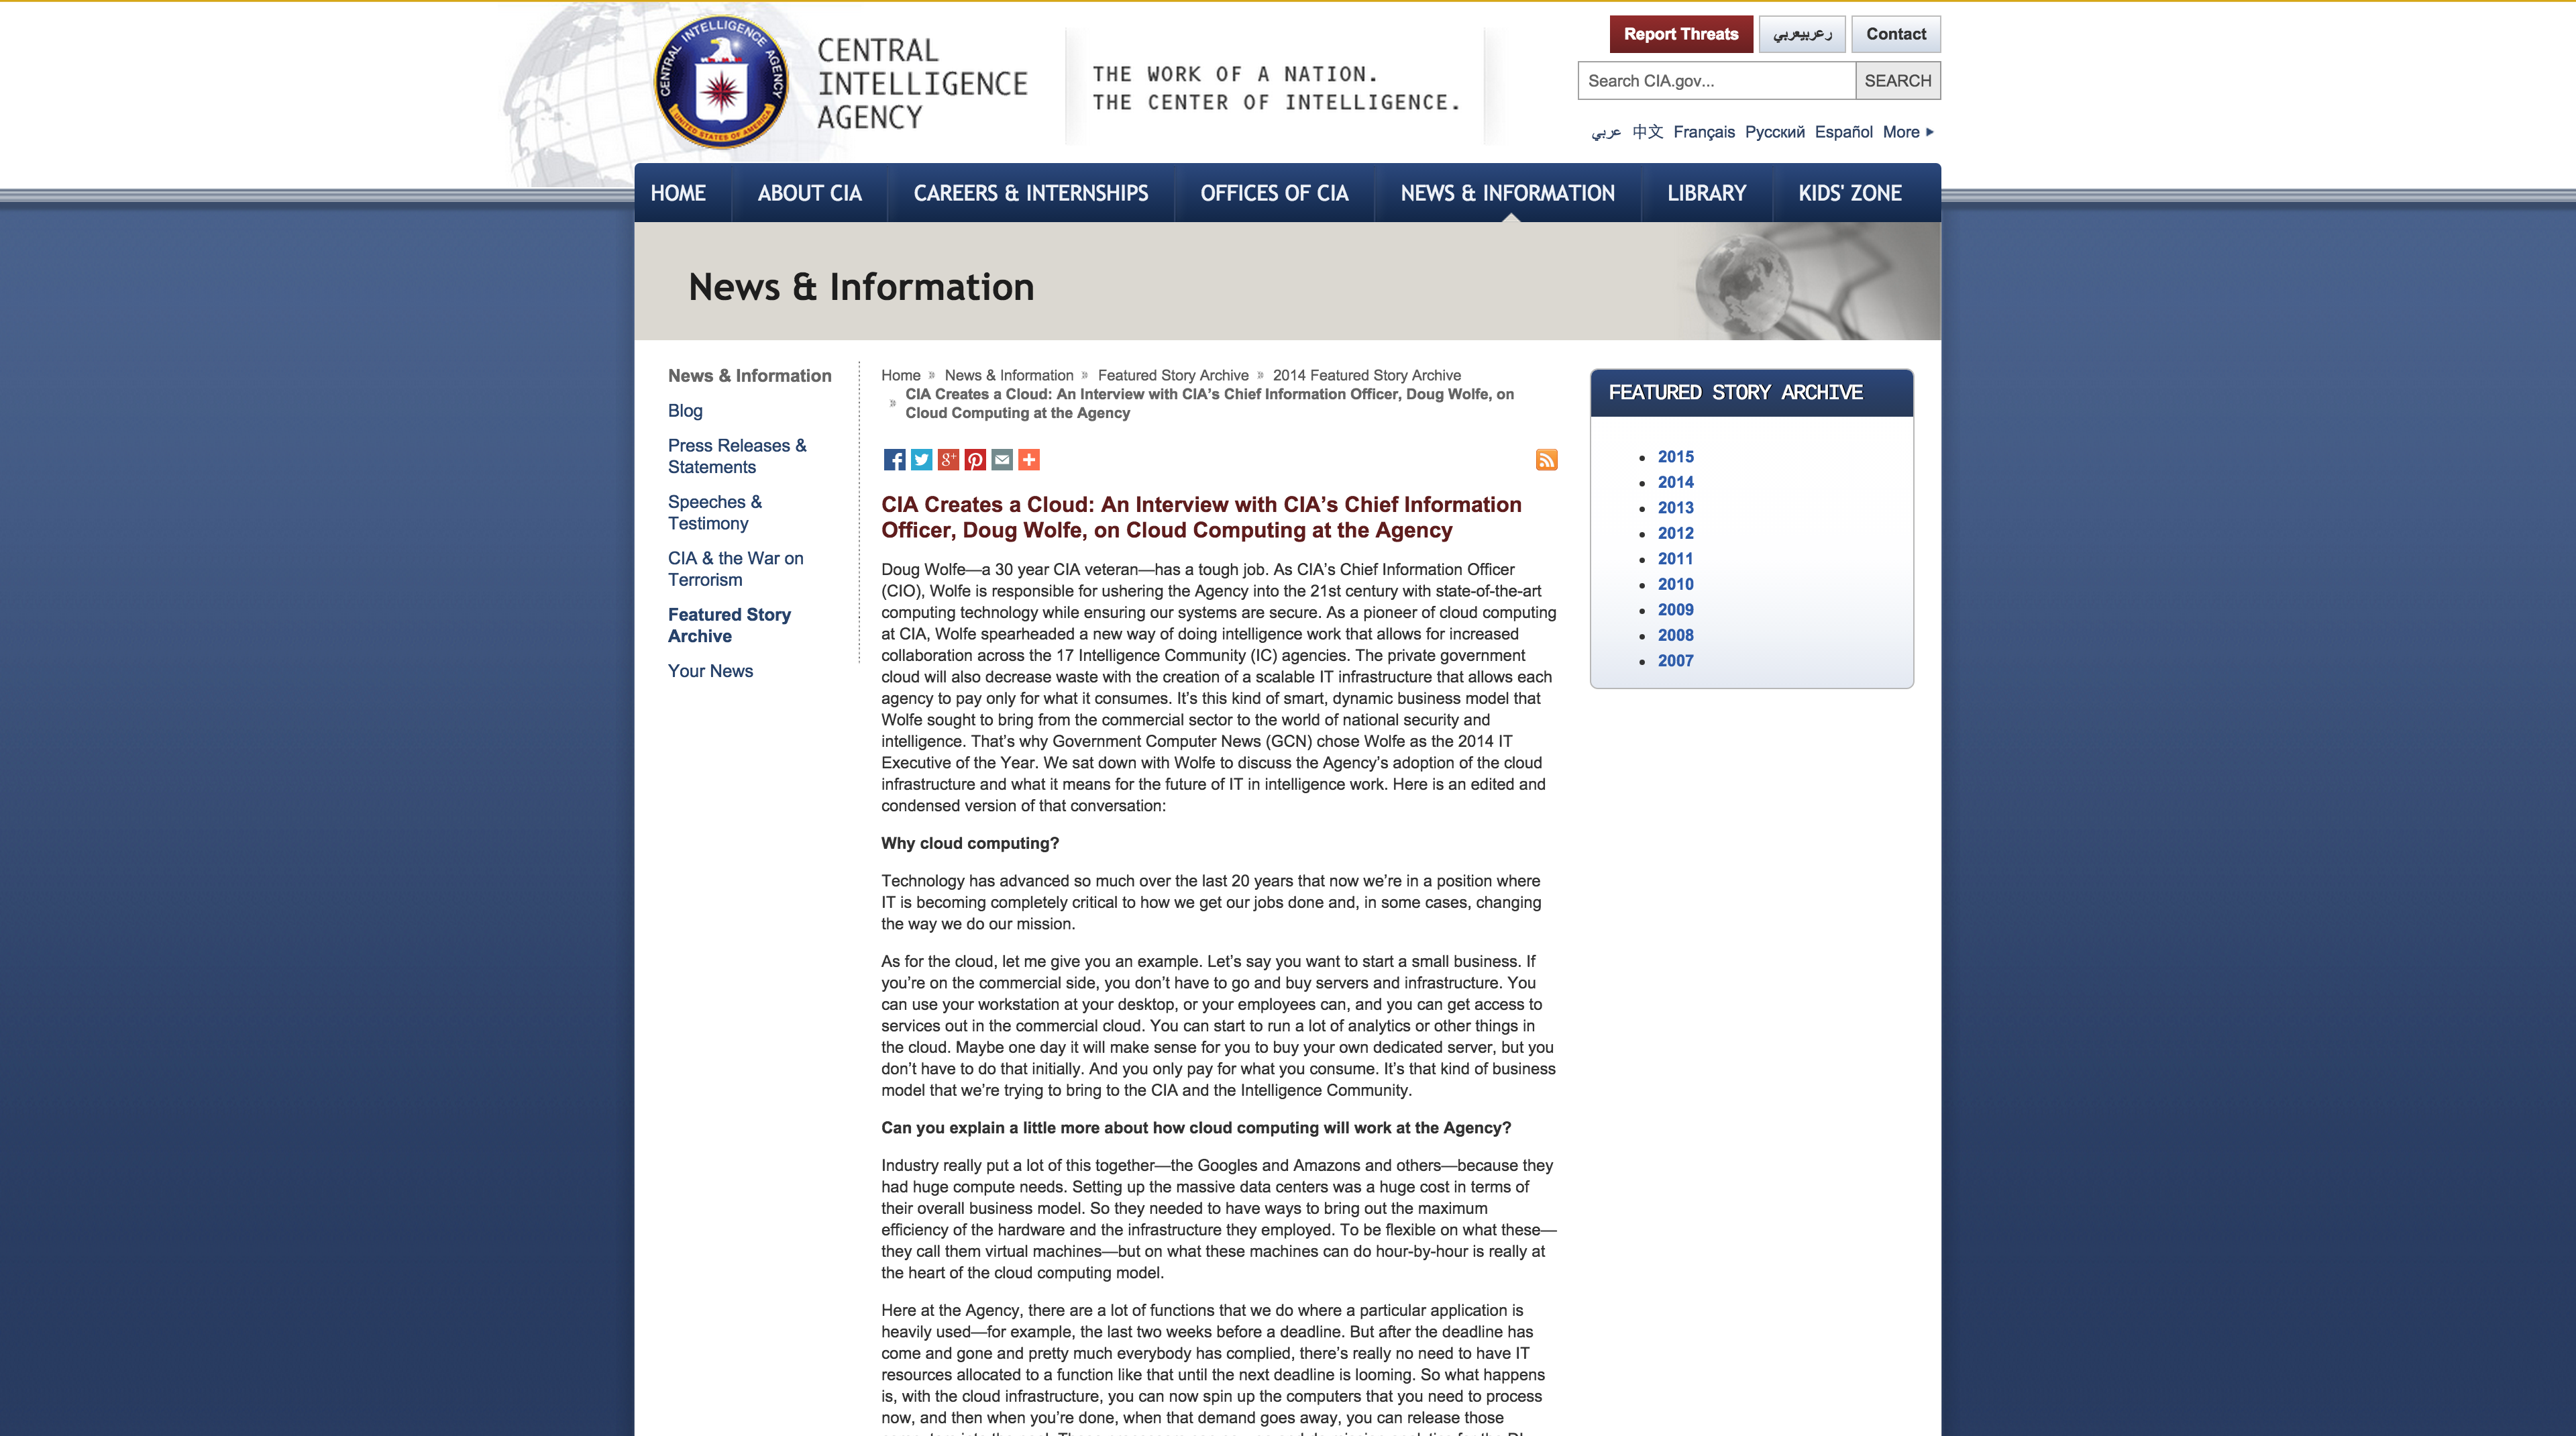 CENTRAL INTELLIGENCE AGENCY
UNITED STATES OF AMERICA
CENTRAL
INTELLIGENCE
AGENCY
THE WORK OF A NATION.
THE CENTER OF INTELLIGENCE.
Report Threats
Contact
Search CIA.gov...
SEARCH
عربي 中文 Français Русский Español More
HOME
ABOUT CIA
CAREERS & INTERNSHIPS
OFFICES OF CIA
NEWS & INFORMATION
LIBRARY
KIDS' ZONE
News & Information
News & Information
Blog
Press Releases &
Statements
Speeches &
Testimony
CIA & the War on
Terrorism
Featured Story
Archive
Your News
Home » News & Information » Featured Story Archive » 2014 Featured Story Archive
» CIA Creates a Cloud: An Interview with CIA’s Chief Information Officer, Doug Wolfe, on
Cloud Computing at the Agency
CIA Creates a Cloud: An Interview with CIA’s Chief Information
Officer, Doug Wolfe, on Cloud Computing at the Agency
Doug Wolfe—a 30 year CIA veteran—has a tough job. As CIA’s Chief Information Officer
(CIO), Wolfe is responsible for ushering the Agency into the 21st century with state-of-the-art
computing technology while ensuring our systems are secure. As a pioneer of cloud computing
at CIA, Wolfe spearheaded a new way of doing intelligence work that allows for increased
collaboration across the 17 Intelligence Community (IC) agencies. The private government
cloud will also decrease waste with the creation of a scalable IT infrastructure that allows each
agency to pay only for what it consumes. It’s this kind of smart, dynamic business model that
Wolfe sought to bring from the commercial sector to the world of national security and
intelligence. That’s why Government Computer News (GCN) chose Wolfe as the 2014 IT
Executive of the Year. We sat down with Wolfe to discuss the Agency’s adoption of the cloud
infrastructure and what it means for the future of IT in intelligence work. Here is an edited and
condensed version of that conversation:
Why cloud computing?
Technology has advanced so much over the last 20 years that now we’re in a position where
IT is becoming completely critical to how we get our jobs done and, in some cases, changing
the way we do our mission.
As for the cloud, let me give you an example. Let’s say you want to start a small business. If
you’re on the commercial side, you don’t have to go and buy servers and infrastructure. You
can use your workstation at your desktop, or your employees can, and you can get access to
services out in the commercial cloud. You can start to run a lot of analytics or other things in
the cloud. Maybe one day it will make sense for you to buy your own dedicated server, but you
don’t have to do that initially. And you only pay for what you consume. It’s that kind of business
model that we’re trying to bring to the CIA and the Intelligence Community.
Can you explain a little more about how cloud computing will work at the Agency?
Industry really put a lot of this together—the Googles and Amazons and others—because they
had huge compute needs. Setting up the massive data centers was a huge cost in terms of
their overall business model. So they needed to have ways to bring out the maximum
efficiency of the hardware and the infrastructure they employed. To be flexible on what these—
they call them virtual machines—but on what these machines can do hour-by-hour is really at
the heart of the cloud computing model.
Here at the Agency, there are a lot of functions that we do where a particular application is
heavily used—for example, the last two weeks before a deadline. But after the deadline has
come and gone and pretty much everybody has complied, there’s really no need to have IT
resources allocated to a function like that until the next deadline is looming. So what happens
is, with the cloud infrastructure, you can now spin up the computers that you need to process
now, and then when you’re done, when that demand goes away, you can release those
FEATURED STORY ARCHIVE
2015
2014
2013
2012
2011
2010
2009
2008
2007